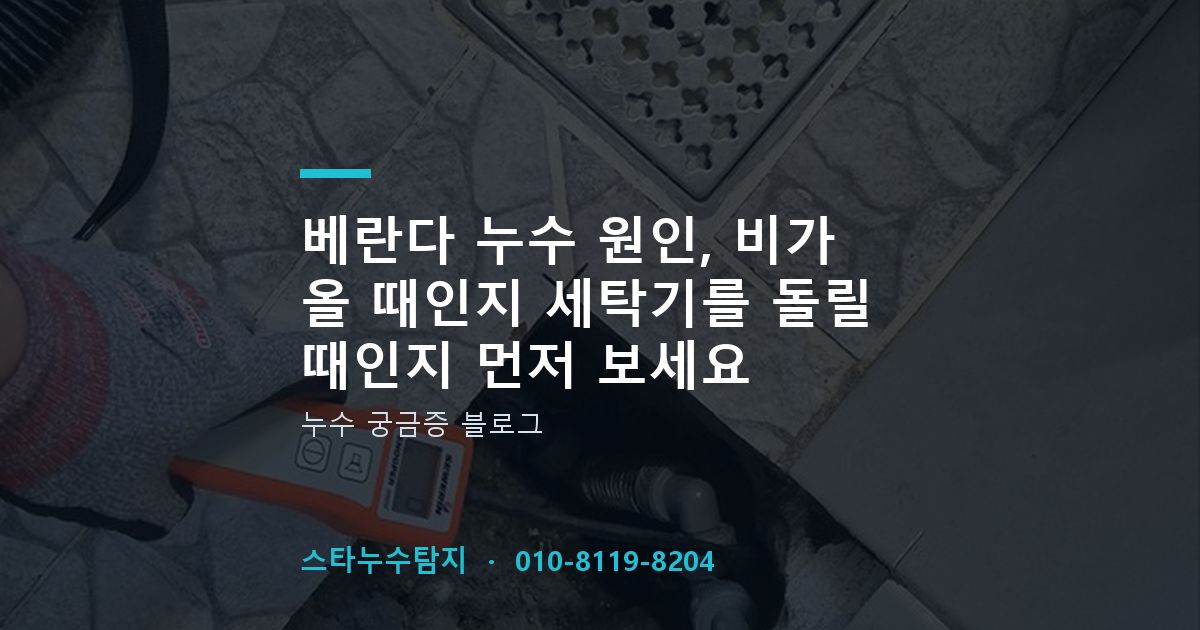 베란다 누수 원인, 비가
올 때인지 세탁기를 돌릴
때인지 먼저 보세요
누수 궁금증 블로그
SEWERIN
SNOOPER
스타누수탐지 · 010-8119-8204